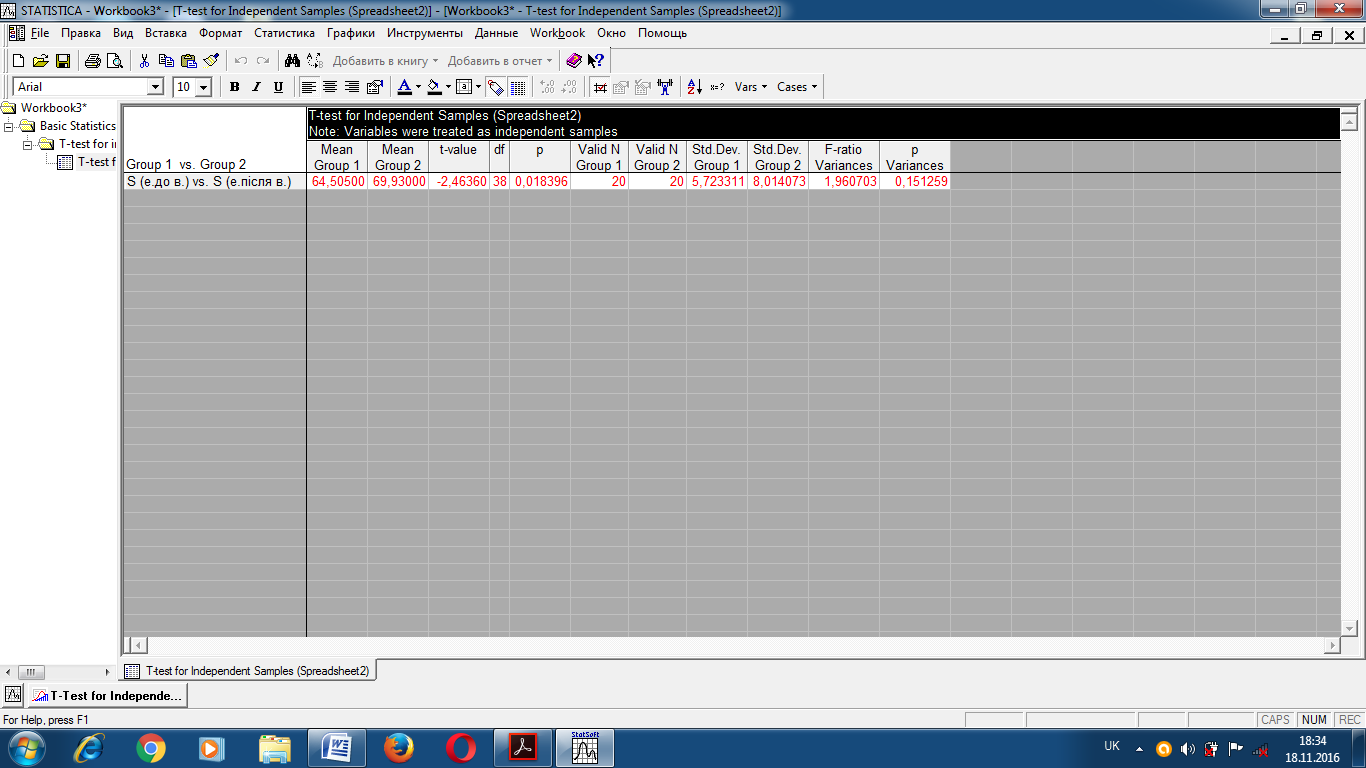 STATISTICA - Workbook3* - [T-test for Independent Samples (Spreadsheet2)] - [Workbook3* - T-test for Independent Samples (Spreadsheet2)]
File Правка Вид Вставка Формат Статистика Графики Инструменты Данные Workbook Окно Помощь
Добавить в книгу Добавить в отчет
Arial 10 B I U A Vars Cases
Workbook3*
Basic Statistics
T-test for i
T-test f
T-test for Independent Samples (Spreadsheet2)
Note: Variables were treated as independent samples
Group 1 vs. Group 2
Mean Group 1
Mean Group 2
t-value
df
p
Valid N Group 1
Valid N Group 2
Std.Dev. Group 1
Std.Dev. Group 2
F-ratio Variances
p Variances
S (е.до в.) vs. S (е.після в.) 64,50500 69,93000 -2,46360 38 0,018396 20 20 5,723311 8,014073 1,960703 0,151259
T-test for Independent Samples (Spreadsheet2)
T-Test for Independe...
For Help, press F1
CAPS NUM REC
StatSoft
UK
18:34
18.11.2016